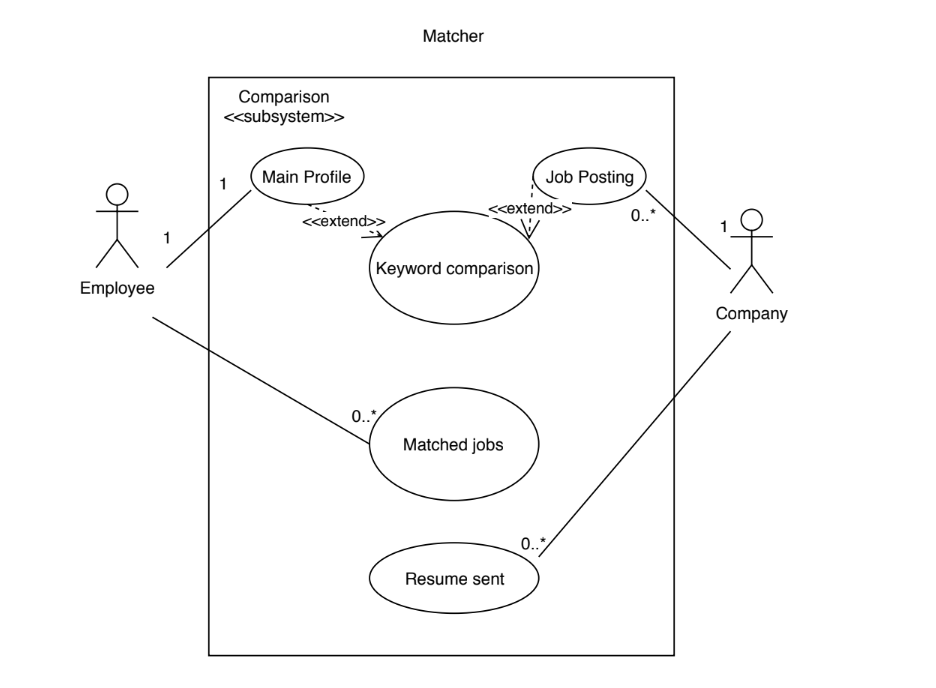 Matcher
Comparison
<<subsystem>>
Main Profile
Job Posting
1
<<extend>>
<<extend>>
0..*
1
1
Keyword comparison
Employee
Company
0..*
Matched jobs
0..*
Resume sent